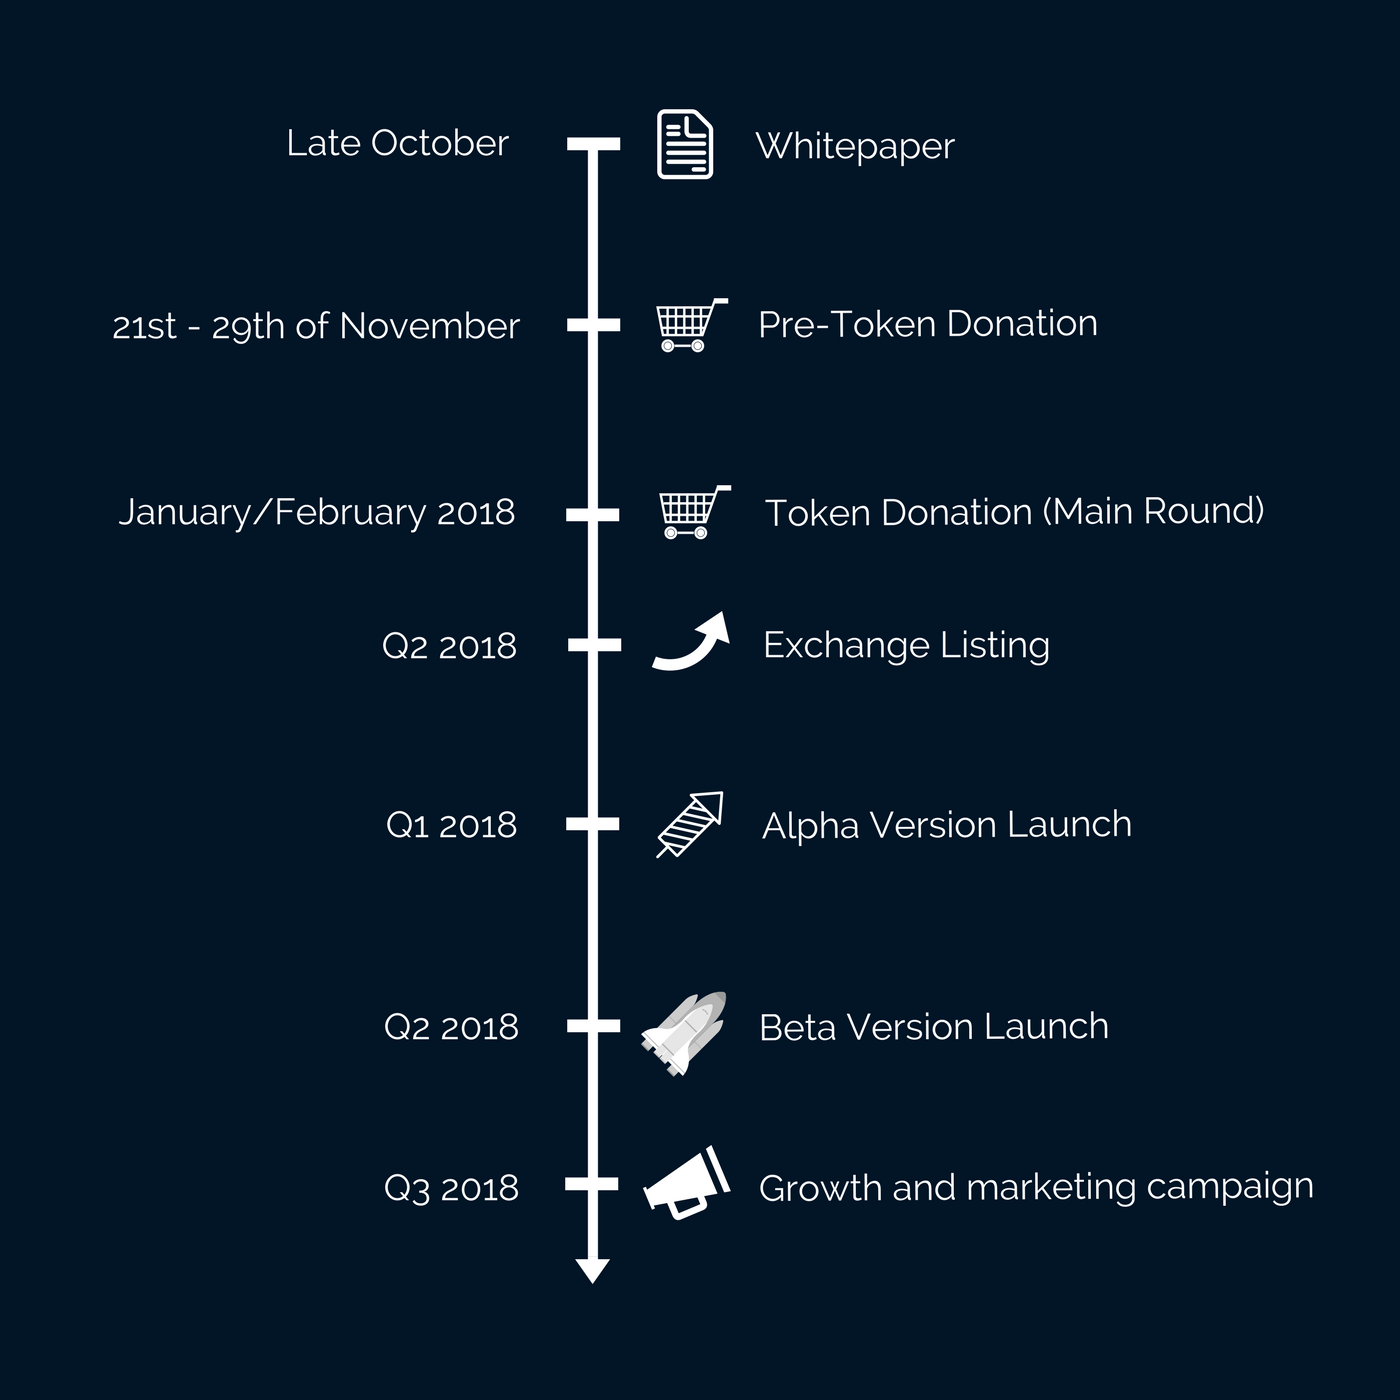 Late October
Whitepaper
21st - 29th of November
Pre-Token Donation
January/February 2018
Token Donation (Main Round)
Q2 2018
Exchange Listing
Q1 2018
Alpha Version Launch
Q2 2018
Beta Version Launch
Q3 2018
Growth and marketing campaign